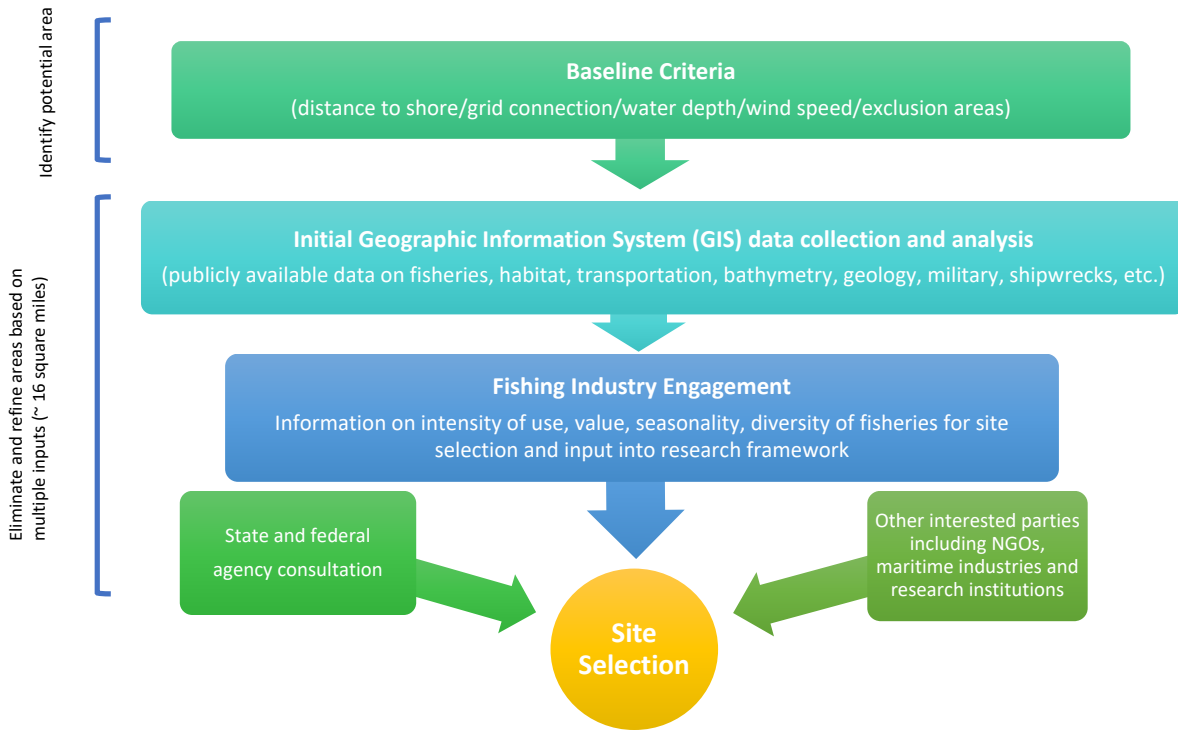 Identify potential area
Baseline Criteria
(distance to shore/grid connection/water depth/wind speed/exclusion areas)
Eliminate and refine areas based on
multiple inputs (~ 16 square miles)
Initial Geographic Information System (GIS) data collection and analysis
(publicly available data on fisheries, habitat, transportation, bathymetry, geology, military, shipwrecks, etc.)
Fishing Industry Engagement
Information on intensity of use, value, seasonality, diversity of fisheries for site
selection and input into research framework
State and federal
agency consultation
Other interested parties
including NGOs,
maritime industries and
research institutions
Site
Selection